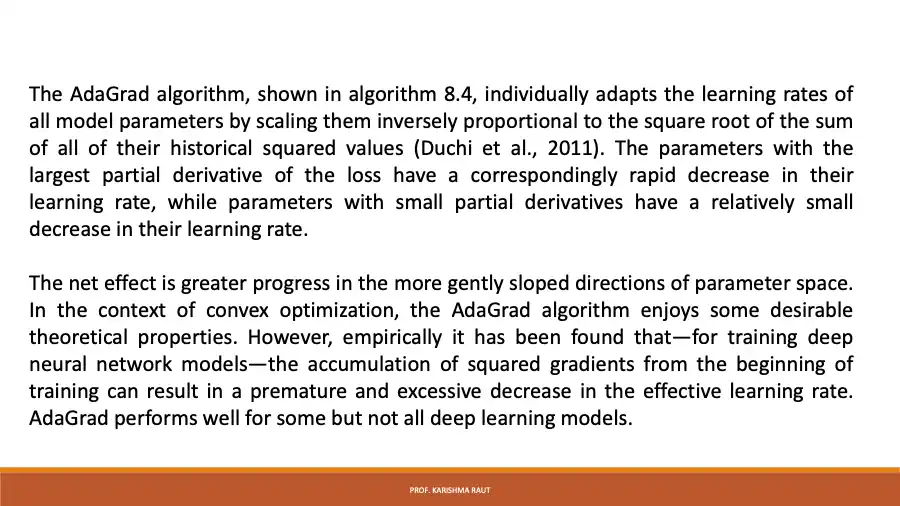 The AdaGrad algorithm, shown in algorithm 8.4, individually adapts the learning rates of
all model parameters by scaling them inversely proportional to the square root of the sum
of all of their historical squared values (Duchi et al., 2011). The parameters with the
largest partial derivative of the loss have a correspondingly rapid decrease in their
learning rate, while parameters with small partial derivatives have a relatively small
decrease in their learning rate.
The net effect is greater progress in the more gently sloped directions of parameter space.
In the context of convex optimization, the AdaGrad algorithm enjoys some desirable
theoretical properties. However, empirically it has been found that—for training deep
neural network models—the accumulation of squared gradients from the beginning of
training can result in a premature and excessive decrease in the effective learning rate.
AdaGrad performs well for some but not all deep learning models.
PROF. KARISHMA RAUT